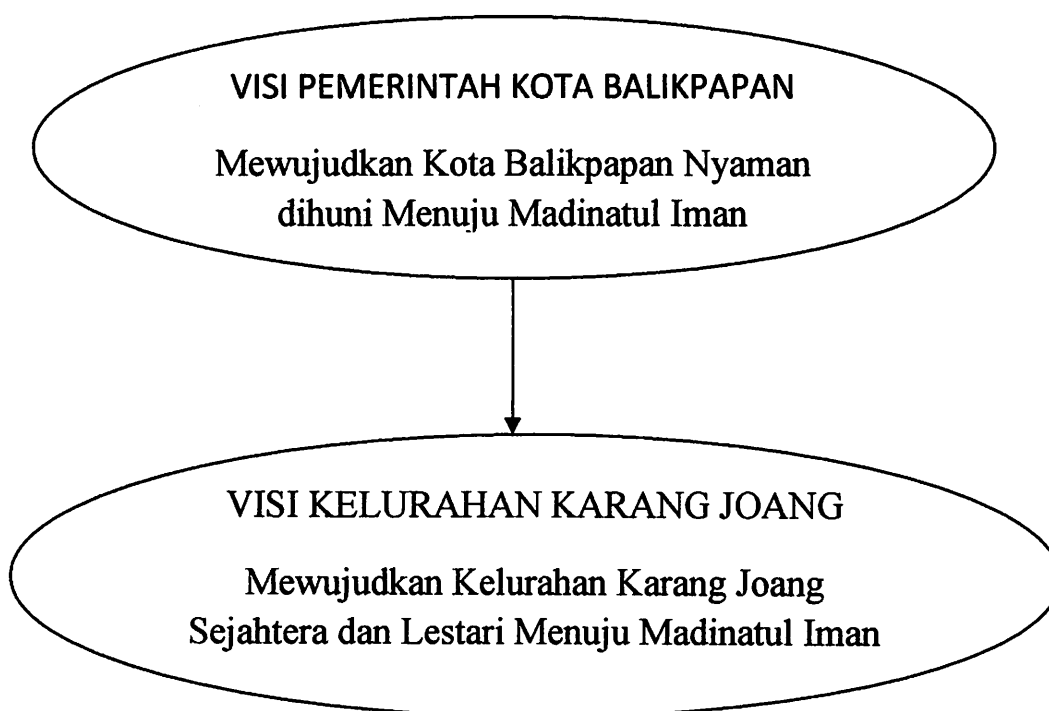 VISI PEMERINTAH KOTA BALIKPAPAN
Mewujudkan Kota Balikpapan Nyaman
dihuni Menuju Madinatul Iman
VISI KELURAHAN KARANG JOANG
Mewujudkan Kelurahan Karang Joang
Sejahtera dan Lestari Menuju Madinatul Iman